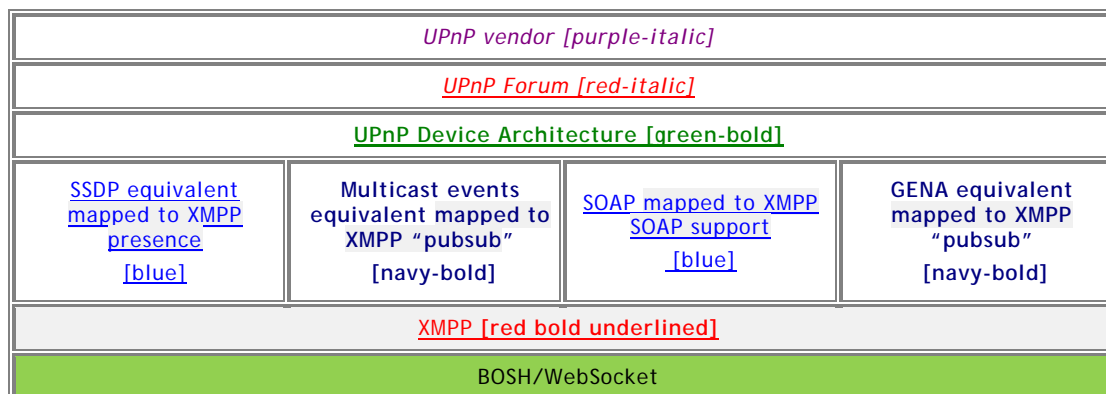 UPnP vendor [purple-italic]
UPnP Forum [red-italic]
UPnP Device Architecture [green-bold]
SSDP equivalent
mapped to XMPP
presence
[blue]
Multicast events
equivalent mapped to
XMPP “pubsub”
[navy-bold]
SOAP mapped to XMPP
SOAP support
[blue]
GENA equivalent
mapped to XMPP
“pubsub”
[navy-bold]
XMPP [red bold underlined]
BOSH/WebSocket